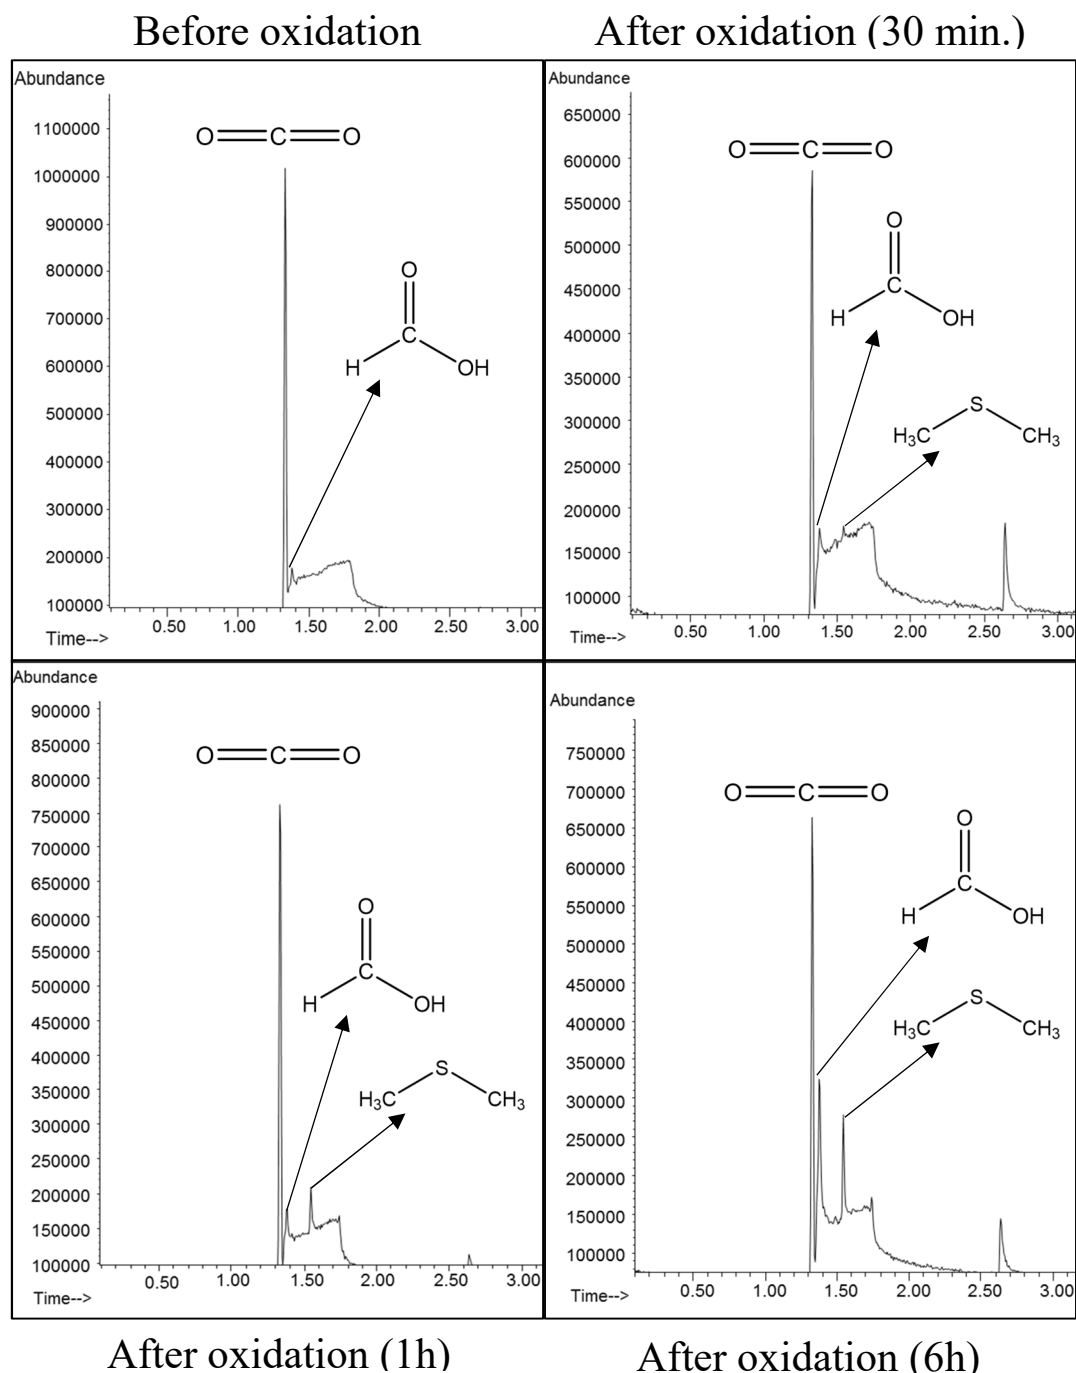 Before oxidation
After oxidation (30 min.)
Abundance
1100000
1000000
900000
800000
700000
600000
500000
400000
300000
200000
100000
O C O
O
C
H OH
0.50 1.00 1.50 2.00 2.50 3.00
Time-->
Abundance
650000
600000
550000
500000
450000
400000
350000
300000
250000
200000
150000
100000
O C O
O
C
H OH
S
H3C CH3
0.50 1.00 1.50 2.00 2.50 3.00
Time-->
Abundance
900000
850000
800000
750000
700000
650000
600000
550000
500000
450000
400000
350000
300000
250000
200000
150000
100000
O C O
O
C
H OH
S
H3C CH3
0.50 1.00 1.50 2.00 2.50 3.00
Time-->
Abundance
750000
700000
650000
600000
550000
500000
450000
400000
350000
300000
250000
200000
150000
100000
O C O
O
C
H OH
S
H3C CH3
0.50 1.00 1.50 2.00 2.50 3.00
Time-->
After oxidation (1h)
After oxidation (6h)